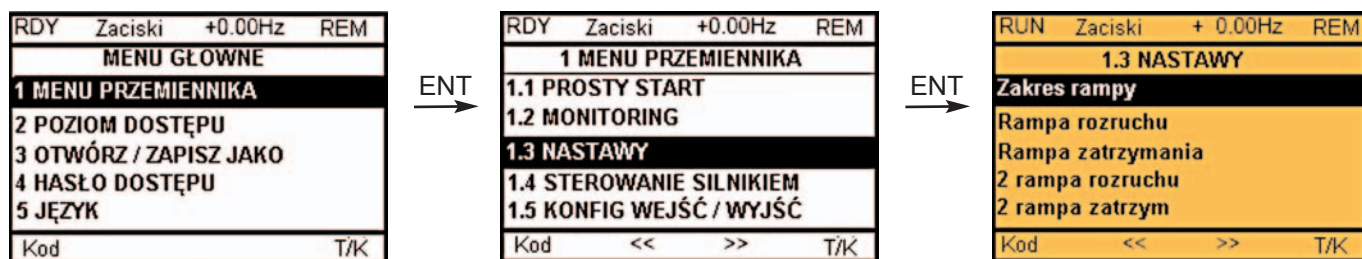 RDY Zaciski +0.00Hz REM
MENU GŁOWNE
1 MENU PRZEMIENNIKA
2 POZIOM DOSTĘPU
3 OTWÓRZ / ZAPISZ JAKO
4 HASŁO DOSTĘPU
5 JĘZYK
Kod T/K
ENT
RDY Zaciski +0.00Hz REM
1 MENU PRZEMIENNIKA
1.1 PROSTY START
1.2 MONITORING
1.3 NASTAWY
1.4 STEROWANIE SILNIKIEM
1.5 KONFIG WEJŚĆ / WYJŚĆ
Kod << >> T/K
ENT
RUN Zaciski + 0.00Hz REM
1.3 NASTAWY
Zakres rampy
Rampa rozruchu
Rampa zatrzymania
2 rampa rozruchu
2 rampa zatrzym
Kod << >> T/K